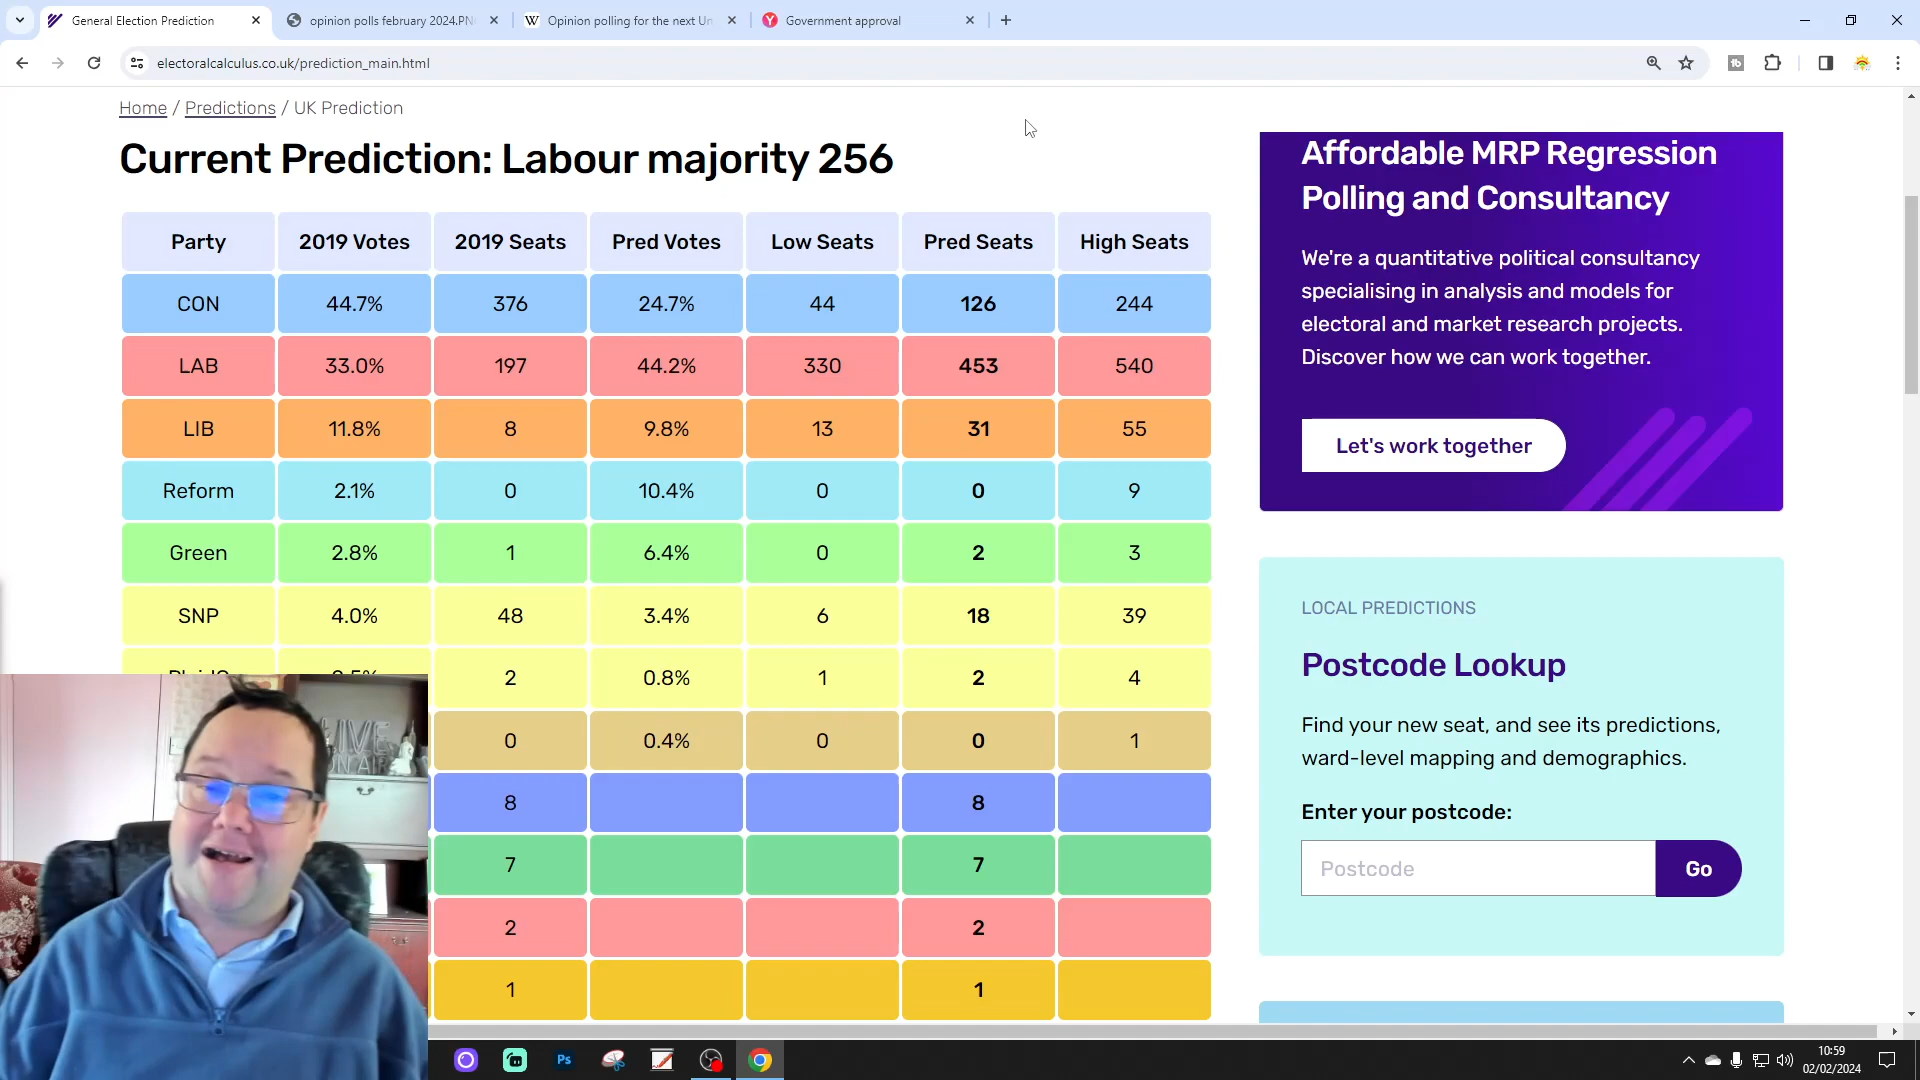 General Election Prediction
opinion polls february 2024.PN
Opinion polling for the next Un
Government approval
electoralcalculus.co.uk/prediction_main.html
Home / Predictions / UK Prediction
Current Prediction: Labour majority 256
Party 2019 Votes 2019 Seats Pred Votes Low Seats Pred Seats High Seats
CON 44.7% 376 24.7% 44 126 244
LAB 33.0% 197 44.2% 330 453 540
LIB 11.8% 8 9.8% 13 31 55
Reform 2.1% 0 10.4% 0 0 9
Green 2.8% 1 6.4% 0 2 3
SNP 4.0% 48 3.4% 6 18 39
2 0.8% 1 2 4
0 0.4% 0 0 1
8 8
7 7
2 2
1 1
Affordable MRP Regression
Polling and Consultancy
We're a quantitative political consultancy
specialising in analysis and models for
electoral and market research projects.
Discover how we can work together.
Let's work together
LOCAL PREDICTIONS
Postcode Lookup
Find your new seat, and see its predictions,
ward-level mapping and demographics.
Enter your postcode:
Postcode
Go
LIVE
ON AIR
Ps
10:59
02/02/2024